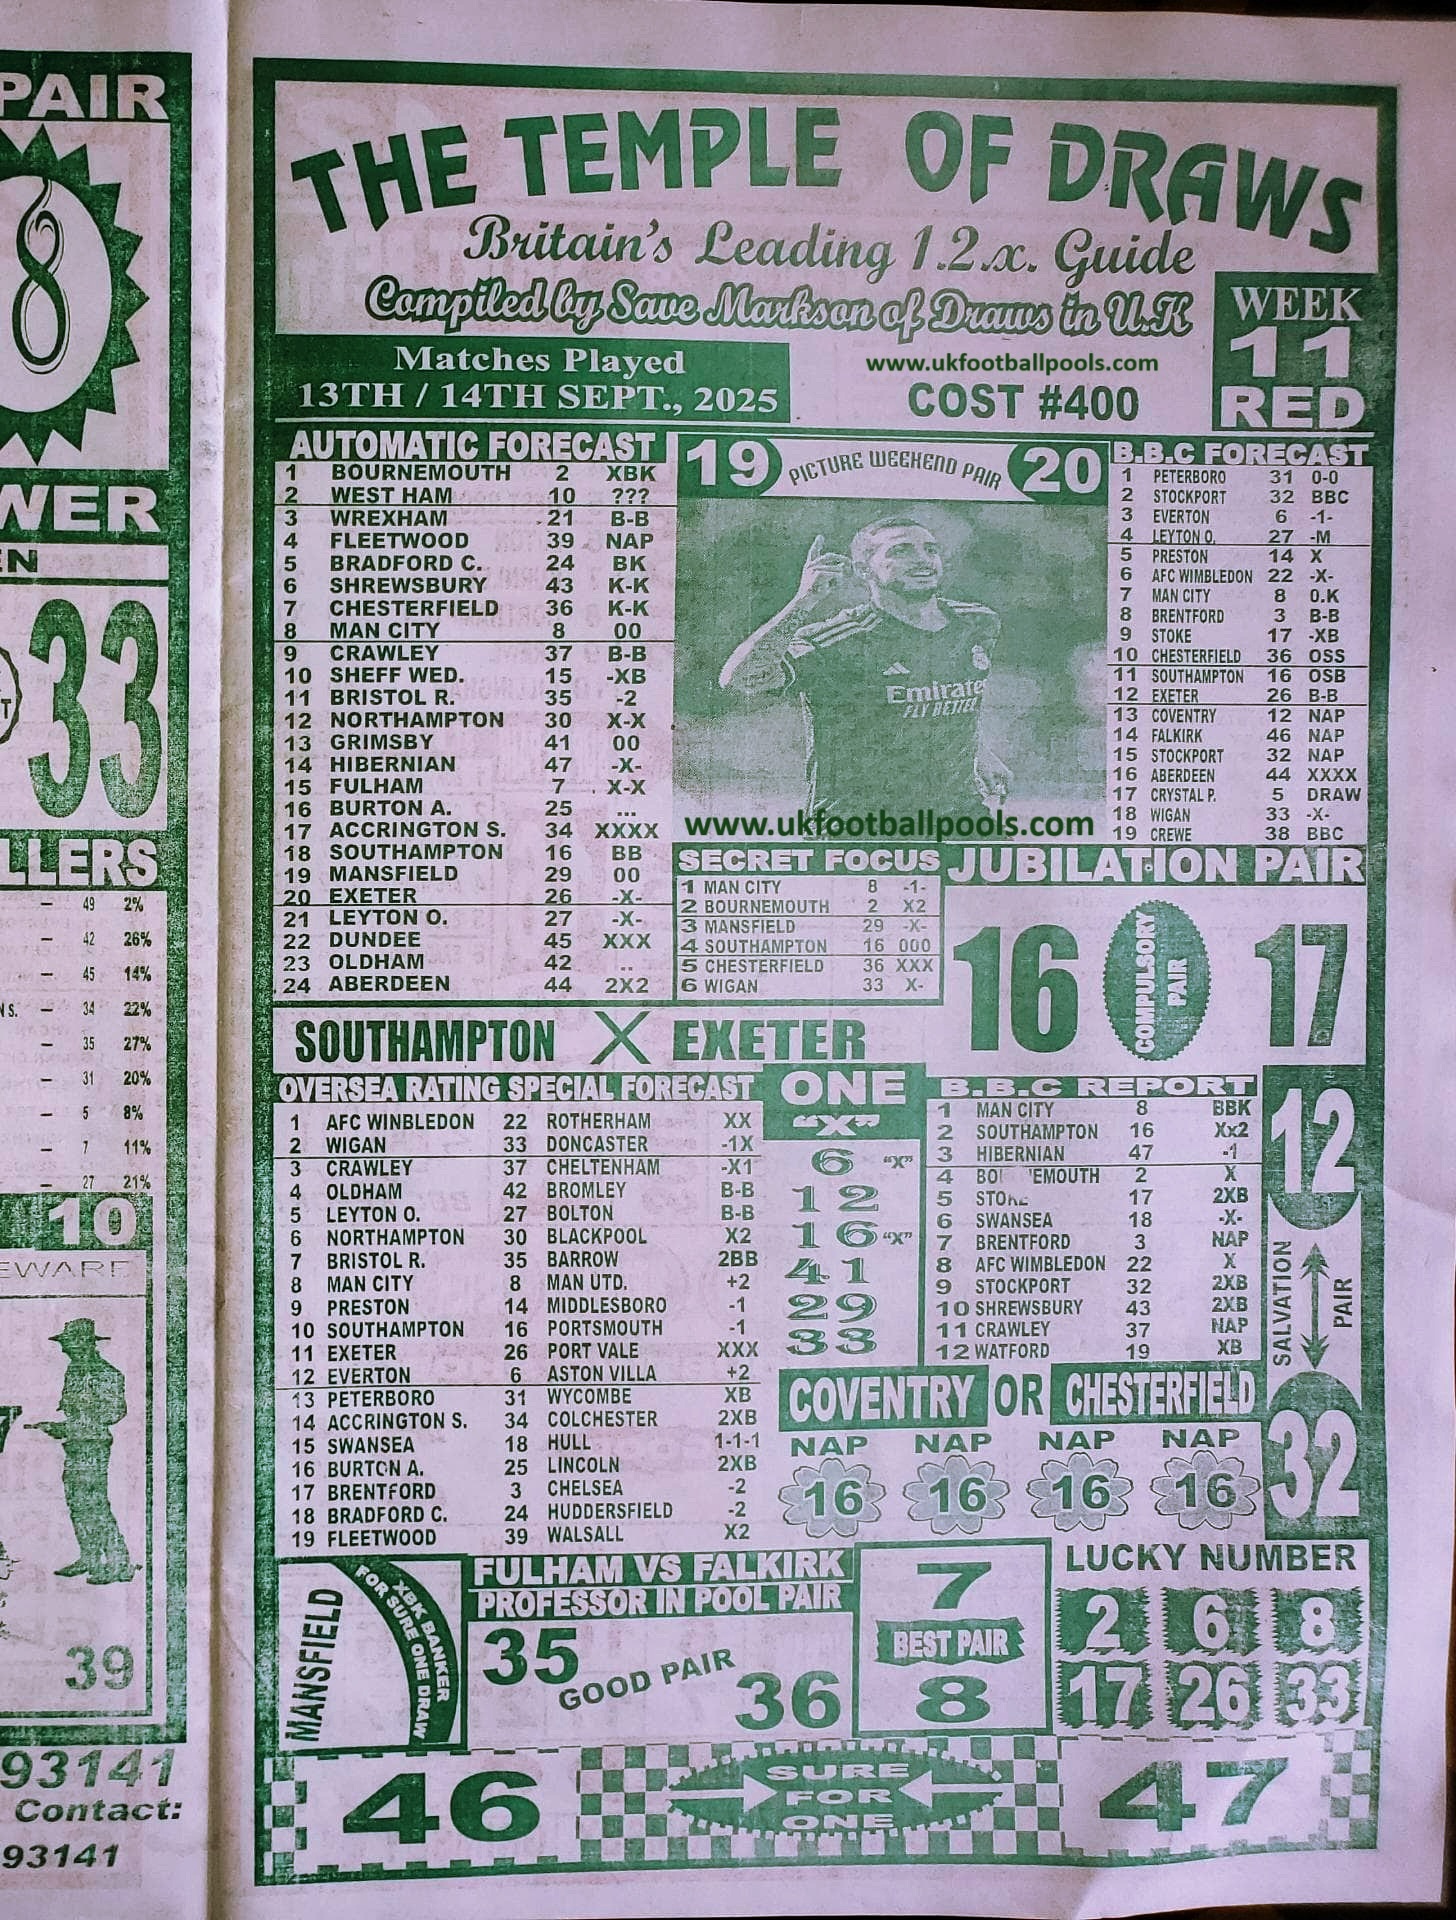 PAIR
8
WER
EN
33
LLERS
— 49 2%
— 42 26%
— 45 14%
N S. — 34 22%
— 35 27%
— 31 20%
— 5 8%
— 7 11%
— 27 21%
10
EWARE
39
93141
Contact:
93141
THE TEMPLE OF DRAWS
Britain's Leading 1.2.x. Guide
Compiled by Save Markson of Draws in U.K
WEEK
11
RED
Matches Played
13TH / 14TH SEPT., 2025
www.ukfootballpools.com
COST #400
AUTOMATIC FORECAST
1 BOURNEMOUTH 2 XBK
2 WEST HAM 10 ???
3 WREXHAM 21 B-B
4 FLEETWOOD 39 NAP
5 BRADFORD C. 24 BK
6 SHREWSBURY 43 K-K
7 CHESTERFIELD 36 K-K
8 MAN CITY 8 00
9 CRAWLEY 37 B-B
10 SHEFF WED. 15 -XB
11 BRISTOL R. 35 -2
12 NORTHAMPTON 30 X-X
13 GRIMSBY 41 00
14 HIBERNIAN 47 -X-
15 FULHAM 7 X-X
16 BURTON A. 25 ...
17 ACCRINGTON S. 34 XXXX
18 SOUTHAMPTON 16 BB
19 MANSFIELD 29 00
20 EXETER 26 -X-
21 LEYTON O. 27 -X-
22 DUNDEE 45 XXX
23 OLDHAM 42 ..
24 ABERDEEN 44 2X2
19 PICTURE WEEKEND PAIR 20
Emirates
FLY BETTER
www.ukfootballpools.com
B.B.C FORECAST
1 PETERBORO 31 0-0
2 STOCKPORT 32 BBC
3 EVERTON 6 -1-
4 LEYTON O. 27 -M
5 PRESTON 14 X
6 AFC WIMBLEDON 22 -X-
7 MAN CITY 8 0.K
8 BRENTFORD 3 B-B
9 STOKE 17 -XB
10 CHESTERFIELD 36 OSS
11 SOUTHAMPTON 16 OSB
12 EXETER 26 B-B
13 COVENTRY 12 NAP
14 FALKIRK 46 NAP
15 STOCKPORT 32 NAP
16 ABERDEEN 44 XXXX
17 CRYSTAL P. 5 DRAW
18 WIGAN 33 -X-
19 CREWE 38 BBC
SECRET FOCUS
1 MAN CITY 8 -1-
2 BOURNEMOUTH 2 X2
3 MANSFIELD 29 -X-
4 SOUTHAMPTON 16 000
5 CHESTERFIELD 36 XXX
6 WIGAN 33 X-
JUBILATION PAIR
16 COMPULSORY PAIR 17
SOUTHAMPTON X EXETER
OVERSEA RATING SPECIAL FORECAST
1 AFC WINBLEDON 22 ROTHERHAM XX
2 WIGAN 33 DONCASTER -1X
3 CRAWLEY 37 CHELTENHAM -X1
4 OLDHAM 42 BROMLEY B-B
5 LEYTON O. 27 BOLTON B-B
6 NORTHAMPTON 30 BLACKPOOL X2
7 BRISTOL R. 35 BARROW 2BB
8 MAN CITY 8 MAN UTD. +2
9 PRESTON 14 MIDDLESBORO -1
10 SOUTHAMPTON 16 PORTSMOUTH -1
11 EXETER 26 PORT VALE XXX
12 EVERTON 6 ASTON VILLA +2
13 PETERBORO 31 WYCOMBE XB
14 ACCRINGTON S. 34 COLCHESTER 2XB
15 SWANSEA 18 HULL 1-1-1
16 BURTON A. 25 LINCOLN 2XB
17 BRENTFORD 3 CHELSEA -2
18 BRADFORD C. 24 HUDDERSFIELD -2
19 FLEETWOOD 39 WALSALL X2
ONE
"X"
6 "X"
12
16 "X"
41
29
33
B.B.C REPORT
1 MAN CITY 8 BBK
2 SOUTHAMPTON 16 Xx2
3 HIBERNIAN 47 -1
4 BO 'EMOUTH 2 X
5 STOKE 17 2XB
6 SWANSEA 18 -X-
7 BRENTFORD 3 NAP
8 AFC WIMBLEDON 22 X
9 STOCKPORT 32 2XB
10 SHREWSBURY 43 2XB
11 CRAWLEY 37 NAP
12 WATFORD 19 XB
12
SALVATION PAIR
32
COVENTRY OR CHESTERFIELD
NAP NAP NAP NAP
16 16 16 16
MANSFIELD
XBK BANKER
FOR SURE ONE DRAW
FULHAM VS FALKIRK
PROFESSOR IN POOL PAIR
35 GOOD PAIR 36
7
BEST PAIR
8
LUCKY NUMBER
2 6 8
17 26 33
46 SURE FOR ONE 47